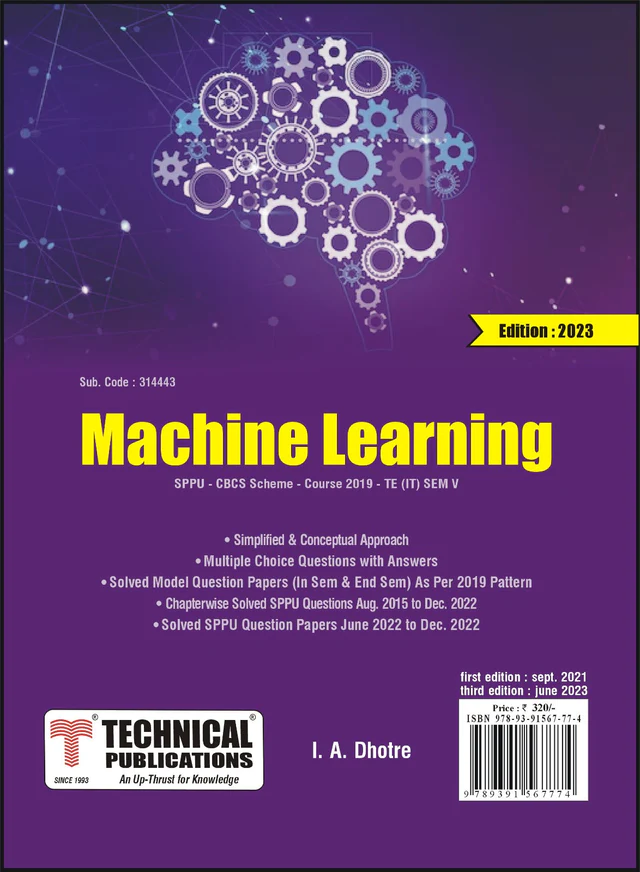 Edition : 2023
Sub. Code : 314443
Machine Learning
SPPU - CBCS Scheme - Course 2019 - TE (IT) SEM V
• Simplified & Conceptual Approach
• Multiple Choice Questions with Answers
• Solved Model Question Papers (In Sem & End Sem) As Per 2019 Pattern
• Chapterwise Solved SPPU Questions Aug. 2015 to Dec. 2022
• Solved SPPU Question Papers June 2022 to Dec. 2022
first edition : sept. 2021
third edition : june 2023
Price : ₹ 320/-
ISBN 978-93-91567-77-4
9 789391 567774
® TECHNICAL®
PUBLICATIONS
SINCE 1993 An Up-Thrust for Knowledge
I. A. Dhotre